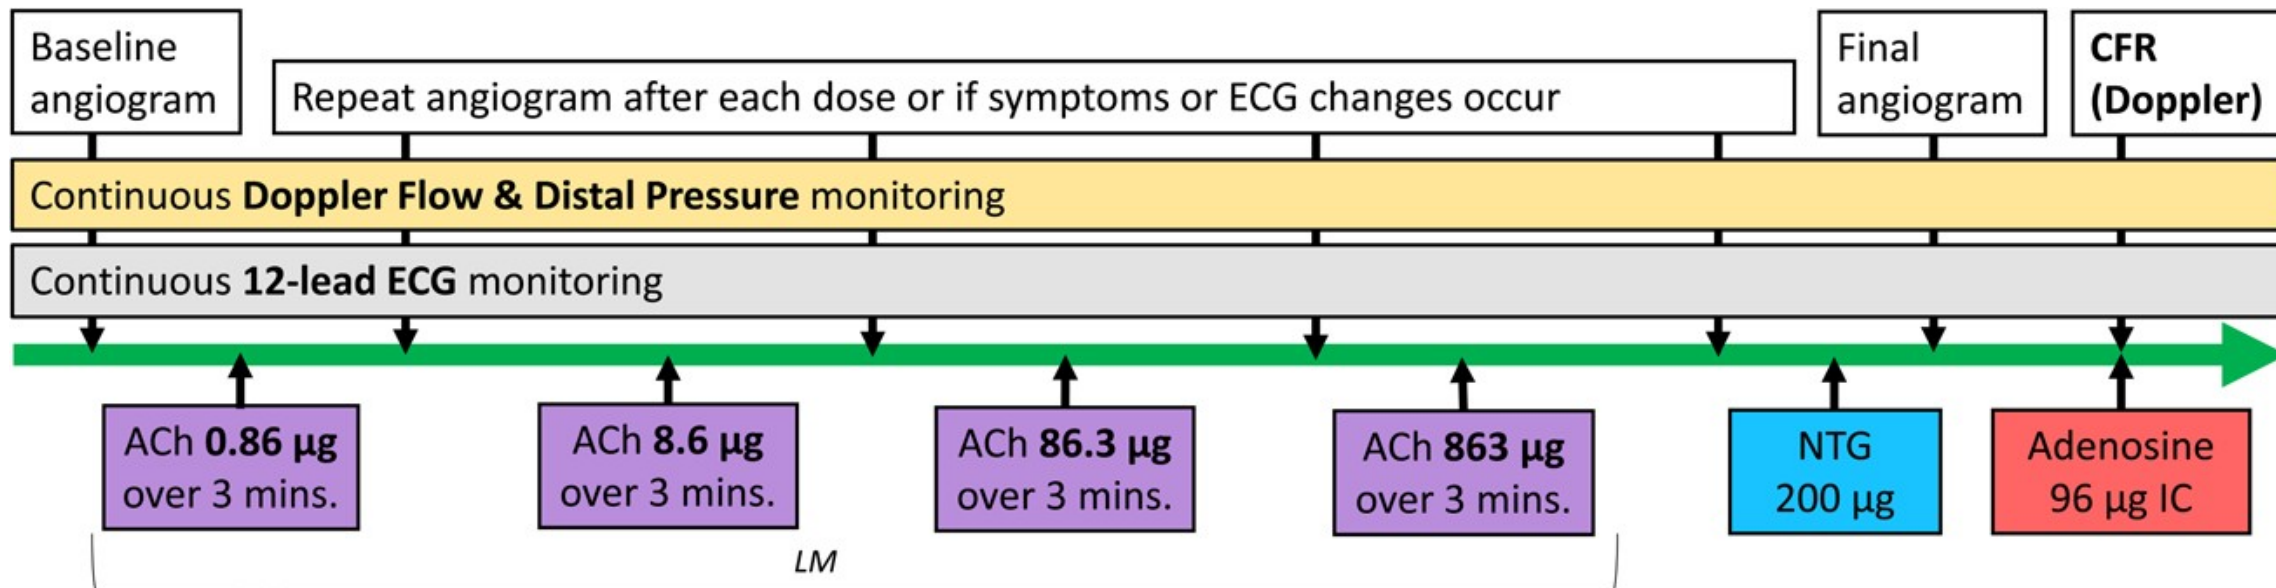 Baseline
angiogram
Repeat angiogram after each dose or if symptoms or ECG changes occur
Final
angiogram
CFR
(Doppler)
Continuous Doppler Flow & Distal Pressure monitoring
Continuous 12-lead ECG monitoring
ACh 0.86 µg
over 3 mins.
ACh 8.6 µg
over 3 mins.
ACh 86.3 µg
over 3 mins.
ACh 863 µg
over 3 mins.
NTG
200 µg
Adenosine
96 µg IC
LM